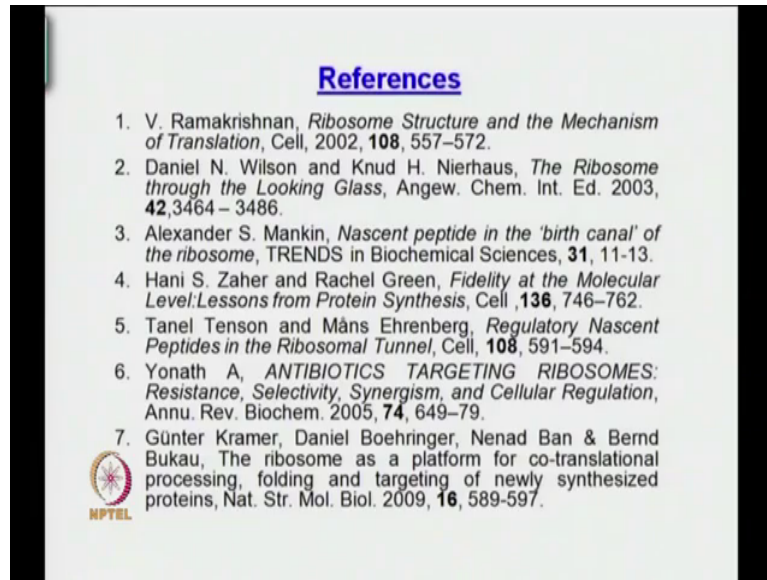 References
1. V. Ramakrishnan, Ribosome Structure and the Mechanism
of Translation, Cell, 2002, 108, 557–572.
2. Daniel N. Wilson and Knud H. Nierhaus, The Ribosome
through the Looking Glass, Angew. Chem. Int. Ed. 2003,
42,3464 – 3486.
3. Alexander S. Mankin, Nascent peptide in the ‘birth canal’ of
the ribosome, TRENDS in Biochemical Sciences, 31, 11-13.
4. Hani S. Zaher and Rachel Green, Fidelity at the Molecular
Level:Lessons from Protein Synthesis, Cell ,136, 746–762.
5. Tanel Tenson and Måns Ehrenberg, Regulatory Nascent
Peptides in the Ribosomal Tunnel, Cell, 108, 591–594.
6. Yonath A, ANTIBIOTICS TARGETING RIBOSOMES:
Resistance, Selectivity, Synergism, and Cellular Regulation,
Annu. Rev. Biochem. 2005, 74, 649–79.
7. Günter Kramer, Daniel Boehringer, Nenad Ban & Bernd
Bukau, The ribosome as a platform for co-translational
processing, folding and targeting of newly synthesized
proteins, Nat. Str. Mol. Biol. 2009, 16, 589-597.
NPTEL